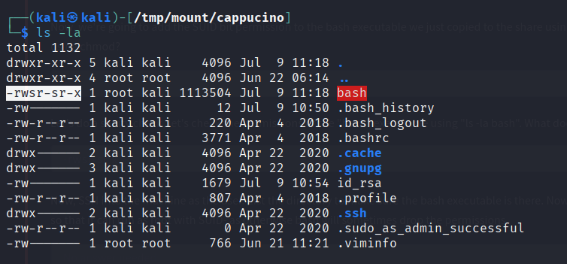 ┌──(kali㉿kali)-[/tmp/mount/cappucino]
└─$ ls -la
total 1132
drwxr-xr-x 5 kali kali    4096 Jul  9 11:18 .
drwxr-xr-x 4 root root    4096 Jun 22 06:14 ..
-rwsr-sr-x 1 root kali 1113504 Jul  9 11:18 bash
-rw------- 1 kali kali      12 Jul  9 10:50 .bash_history
-rw-r--r-- 1 kali kali     220 Apr  4  2018 .bash_logout
-rw-r--r-- 1 kali kali    3771 Apr  4  2018 .bashrc
drwx------ 2 kali kali    4096 Apr 22  2020 .cache
drwx------ 3 kali kali    4096 Apr 22  2020 .gnupg
-rw------- 1 kali kali    1679 Jul  9 10:54 id_rsa
-rw-r--r-- 1 kali kali     807 Apr  4  2018 .profile
drwx------ 2 kali kali    4096 Apr 22  2020 .ssh
-rw-r--r-- 1 kali kali       0 Apr 22  2020 .sudo_as_admin_successful
-rw------- 1 root root     766 Jun 21 11:21 .viminfo